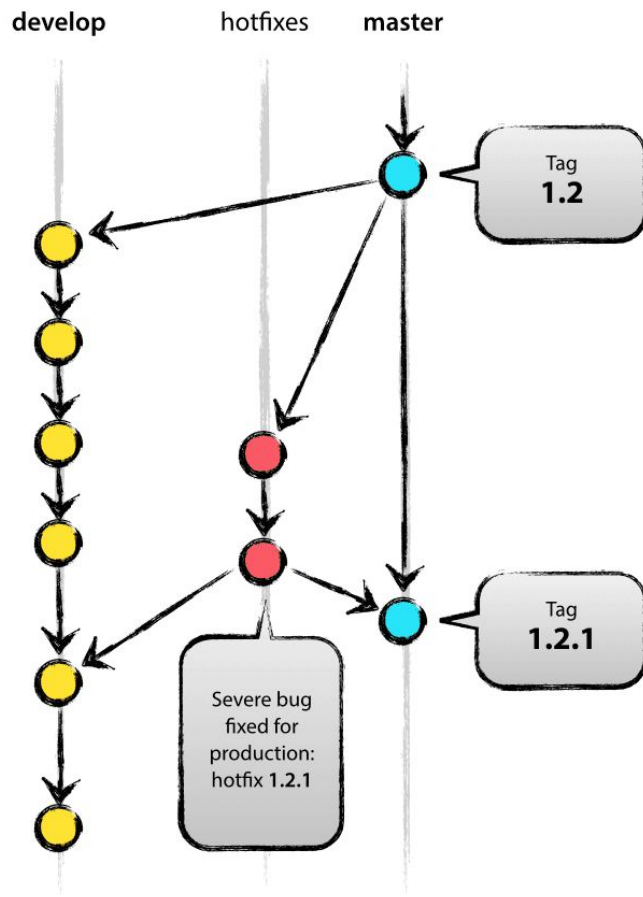 develop
hotfixes
master
Tag
1.2
Tag
1.2.1
Severe bug
fixed for
production:
hotfix 1.2.1